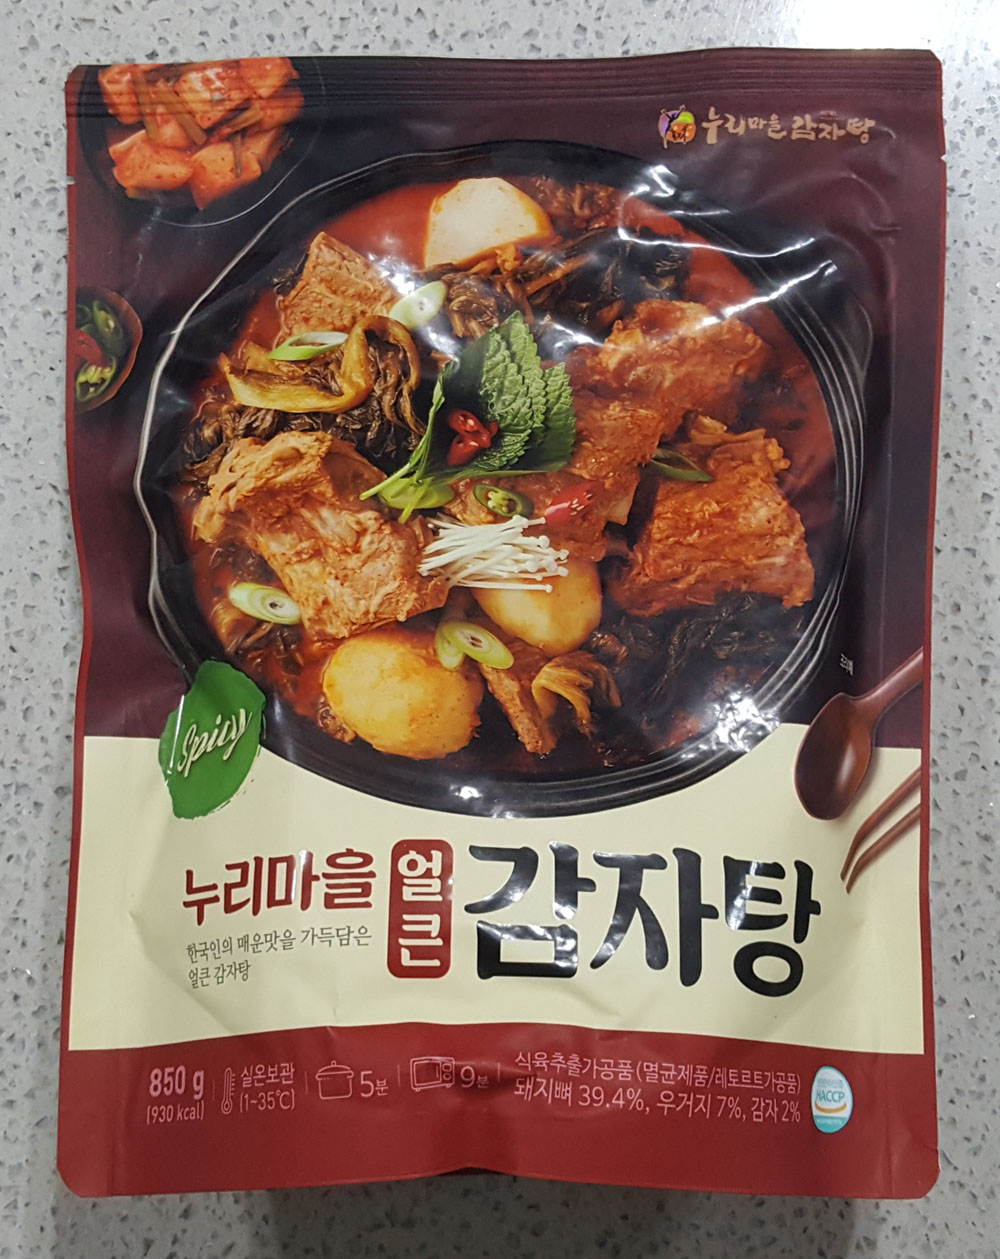 누리마을 감자탕
조리예
Spicy
누리마을 얼큰 감자탕
한국인의 매운맛을 가득담은
얼큰 감자탕
850 g
(930 kcal)
실온보관
(1~35℃)
5분
9분
식육추출가공품 (멸균제품/레토르트가공품)
돼지뼈 39.4%, 우거지 7%, 감자 2%
HACCP